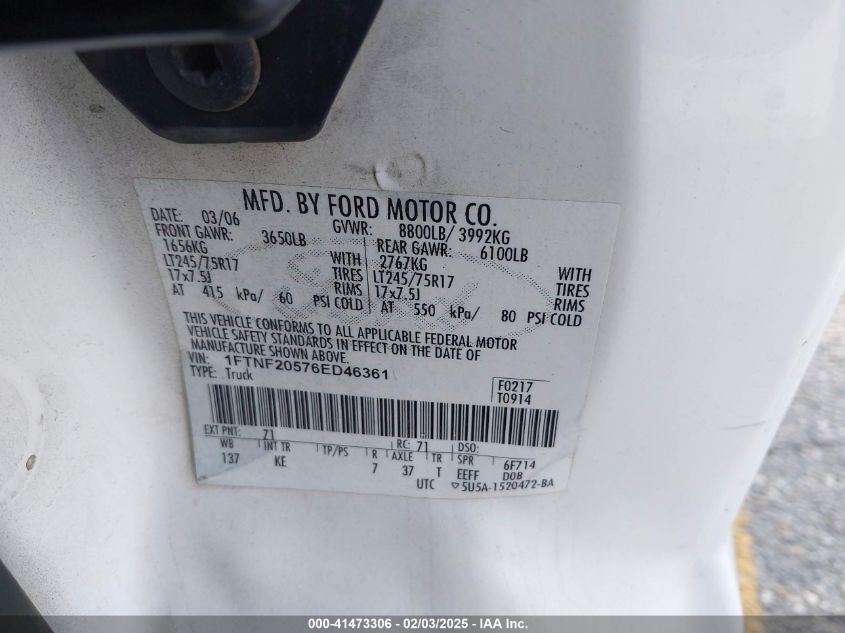 MFD. BY FORD MOTOR CO.
DATE: 03/06 GVWR: 8800LB/ 3992KG
FRONT GAWR: 3650LB REAR GAWR: 6100LB
1656KG WITH 2767KG WITH
LT245/75R17 TIRES LT245/75R17 TIRES
17x7.5J RIMS 17x7.5J RIMS
AT 415 kPa/ 60 PSI COLD AT 550 kPa/ 80 PSI COLD
THIS VEHICLE CONFORMS TO ALL APPLICABLE FEDERAL MOTOR
VEHICLE SAFETY STANDARDS IN EFFECT ON THE DATE OF
MANUFACTURE SHOWN ABOVE.
VIN: 1FTNF20576ED46361
TYPE: Truck
F0217
T0914
EXT PNT: 71 RC: 71 DSO:
WB INT TR TP/PS R AXLE TR SPR 6F714
137 KE 7 37 T EEFF D0B
UTC ▽5U5A-1520472-BA
000-41473306 - 02/03/2025 - IAA Inc.